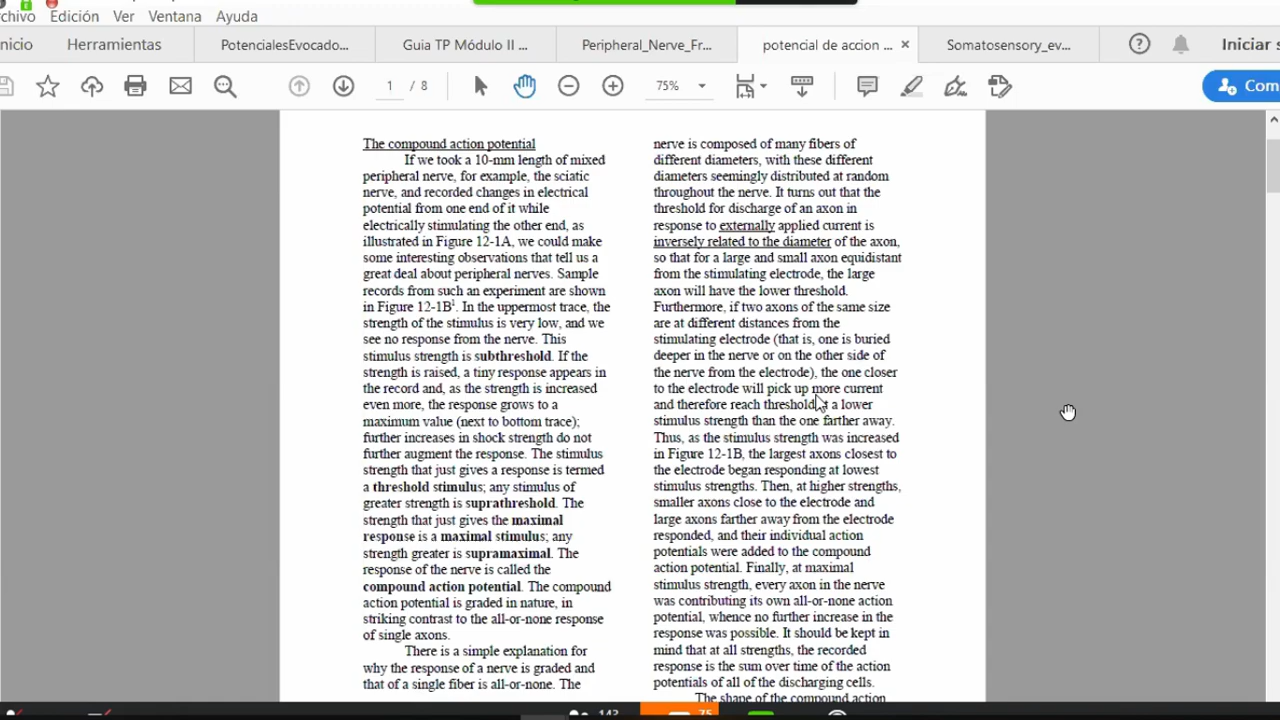 Edición Ver Ventana Ayuda
Herramientas PotencialesEvocado... Guia TP Módulo II ... Peripheral_Nerve_Fr... potencial de accion ... × Somatosensory_ev... Iniciar s
1 / 8 75% Com
The compound action potential
If we took a 10-mm length of mixed
peripheral nerve, for example, the sciatic
nerve, and recorded changes in electrical
potential from one end of it while
electrically stimulating the other end, as
illustrated in Figure 12-1A, we could make
some interesting observations that tell us a
great deal about peripheral nerves. Sample
records from such an experiment are shown
in Figure 12-1B¹. In the uppermost trace, the
strength of the stimulus is very low, and we
see no response from the nerve. This
stimulus strength is subthreshold. If the
strength is raised, a tiny response appears in
the record and, as the strength is increased
even more, the response grows to a
maximum value (next to bottom trace);
further increases in shock strength do not
further augment the response. The stimulus
strength that just gives a response is termed
a threshold stimulus; any stimulus of
greater strength is suprathreshold. The
strength that just gives the maximal
response is a maximal stimulus; any
strength greater is supramaximal. The
response of the nerve is called the
compound action potential. The compound
action potential is graded in nature, in
striking contrast to the all-or-none response
of single axons.
There is a simple explanation for
why the response of a nerve is graded and
that of a single fiber is all-or-none. The
nerve is composed of many fibers of
different diameters, with these different
diameters seemingly distributed at random
throughout the nerve. It turns out that the
threshold for discharge of an axon in
response to externally applied current is
inversely related to the diameter of the axon,
so that for a large and small axon equidistant
from the stimulating electrode, the large
axon will have the lower threshold.
Furthermore, if two axons of the same size
are at different distances from the
stimulating electrode (that is, one is buried
deeper in the nerve or on the other side of
the nerve from the electrode), the one closer
to the electrode will pick up more current
and therefore reach threshold a lower
stimulus strength than the one farther away.
Thus, as the stimulus strength was increased
in Figure 12-1B, the largest axons closest to
the electrode began responding at lowest
stimulus strengths. Then, at higher strengths,
smaller axons close to the electrode and
large axons farther away from the electrode
responded, and their individual action
potentials were added to the compound
action potential. Finally, at maximal
stimulus strength, every axon in the nerve
was contributing its own all-or-none action
potential, whence no further increase in the
response was possible. It should be kept in
mind that at all strengths, the recorded
response is the sum over time of the action
potentials of all of the discharging cells.
The shape of the compound action
143 75